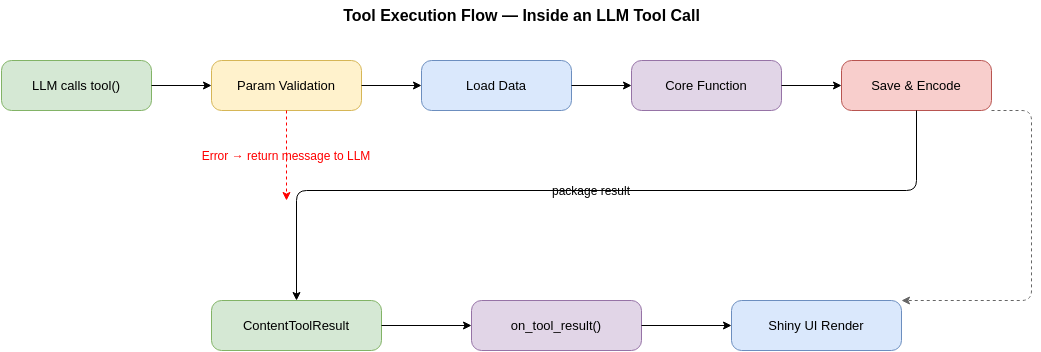 Tool Execution Flow — Inside an LLM Tool Call
LLM calls tool()
Param Validation
Load Data
Core Function
Save & Encode
Error → return message to LLM
package result
ContentToolResult
on_tool_result()
Shiny UI Render